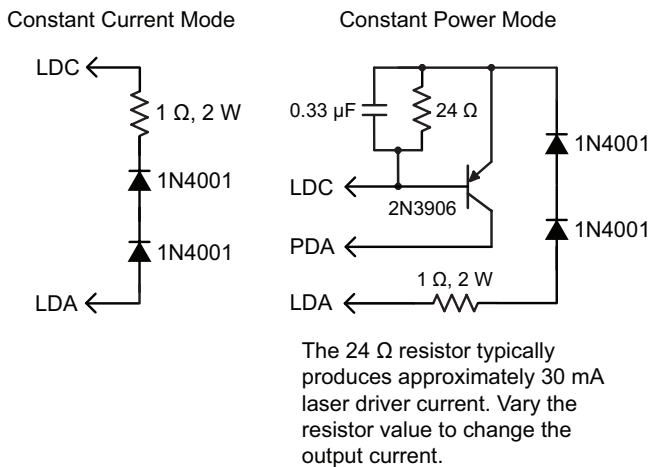 Constant Current Mode
LDC
1 Ω, 2 W
1N4001
1N4001
LDA
Constant Power Mode
0.33 µF
24 Ω
1N4001
LDC
2N3906
1N4001
PDA
1 Ω, 2 W
LDA
The 24 Ω resistor typically
produces approximately 30 mA
laser driver current. Vary the
resistor value to change the
output current.